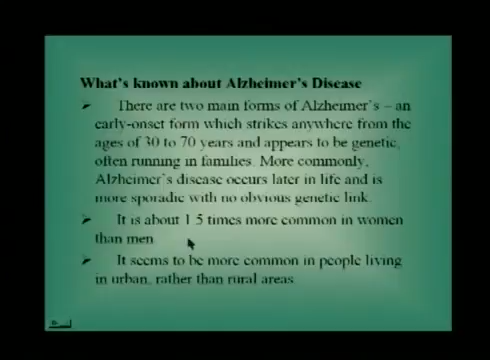 What's known about Alzheimer's Disease
There are two main forms of Alzheimer's – an
early-onset form which strikes anywhere from the
ages of 30 to 70 years and appears to be genetic,
often running in families. More commonly,
Alzheimer's disease occurs later in life and is
more sporadic with no obvious genetic link.
It is about 1.5 times more common in women
than men.
It seems to be more common in people living
in urban, rather than rural areas.